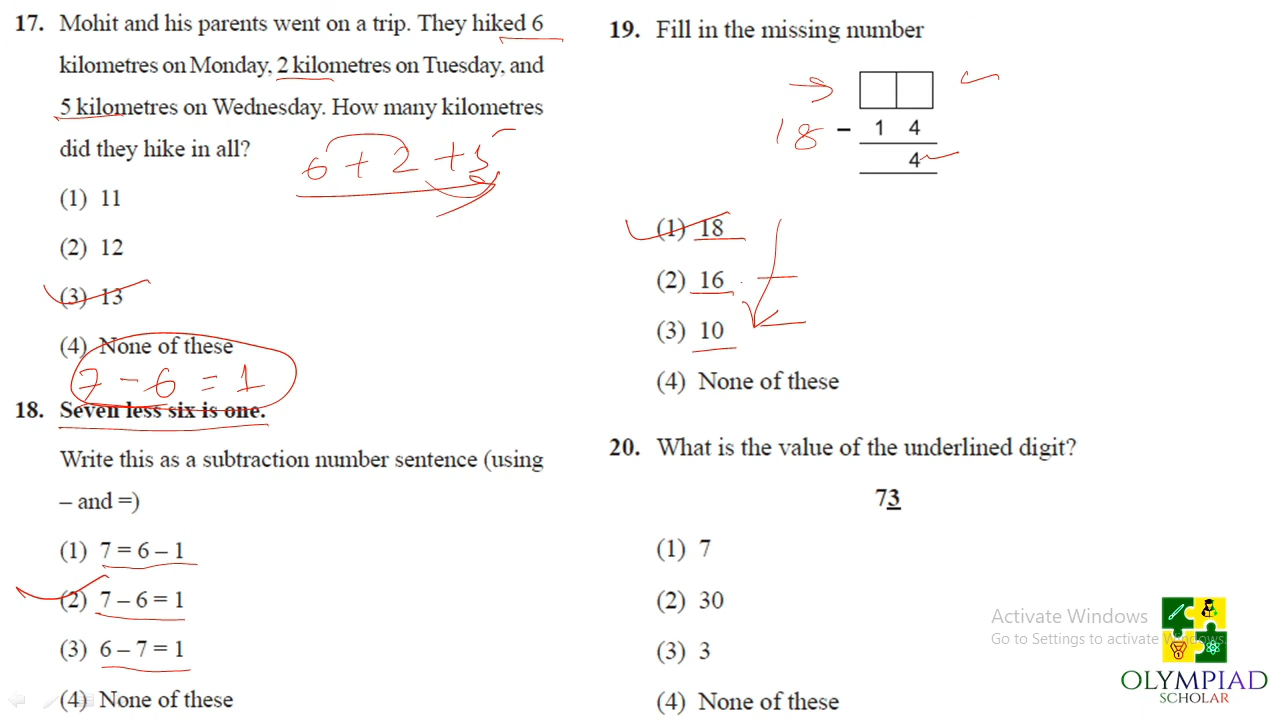 17. Mohit and his parents went on a trip. They hiked 6
kilometres on Monday, 2 kilometres on Tuesday, and
5 kilometres on Wednesday. How many kilometres
did they hike in all?
6 + 2 + 5
(1) 11
(2) 12
(3) 13
(4) None of these
7 - 6 = 1
18. Seven less six is one.
Write this as a subtraction number sentence (using
– and =)
(1) 7 = 6 – 1
(2) 7 – 6 = 1
(3) 6 – 7 = 1
(4) None of these
19. Fill in the missing number
18 – 1 4
4
(1) 18
(2) 16
(3) 10
(4) None of these
20. What is the value of the underlined digit?
73
(1) 7
(2) 30
(3) 3
(4) None of these
Activate Windows
Go to Settings to activate Windows.
OLYMPIAD
SCHOLAR